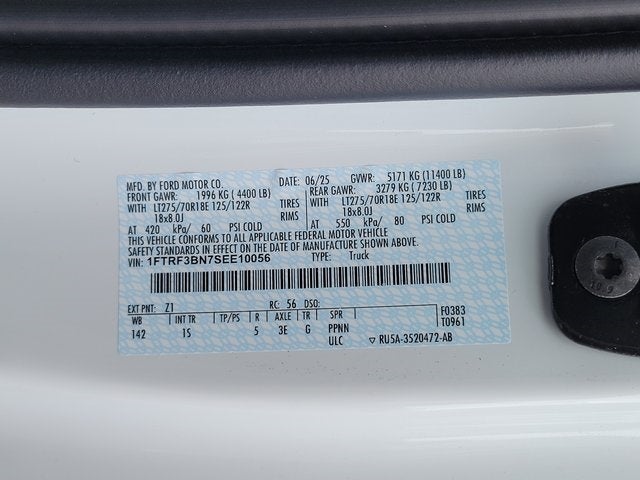 MFD. BY FORD MOTOR CO. DATE: 06/25 GVWR: 5171 KG (11400 LB)
FRONT GAWR: 1996 KG (4400 LB) REAR GAWR: 3279 KG (7230 LB)
WITH LT275/70R18E 125/122R TIRES WITH LT275/70R18E 125/122R TIRES
18x8.0J RIMS 18x8.0J RIMS
AT 420 kPa/ 60 PSI COLD AT 550 kPa/ 80 PSI COLD
THIS VEHICLE CONFORMS TO ALL APPLICABLE FEDERAL MOTOR VEHICLE
SAFETY STANDARDS IN EFFECT ON THE DATE OF MANUFACTURE SHOWN ABOVE.
VIN: 1FTRF3BN7SEE10056 TYPE: Truck
EXT PNT: Z1 RC: 56 DSO: F0383
WB INT TR TP/PS R AXLE TR SPR T0961
142 1S 5 3E G PPNN
ULC ▽ RU5A-3520472-AB
109